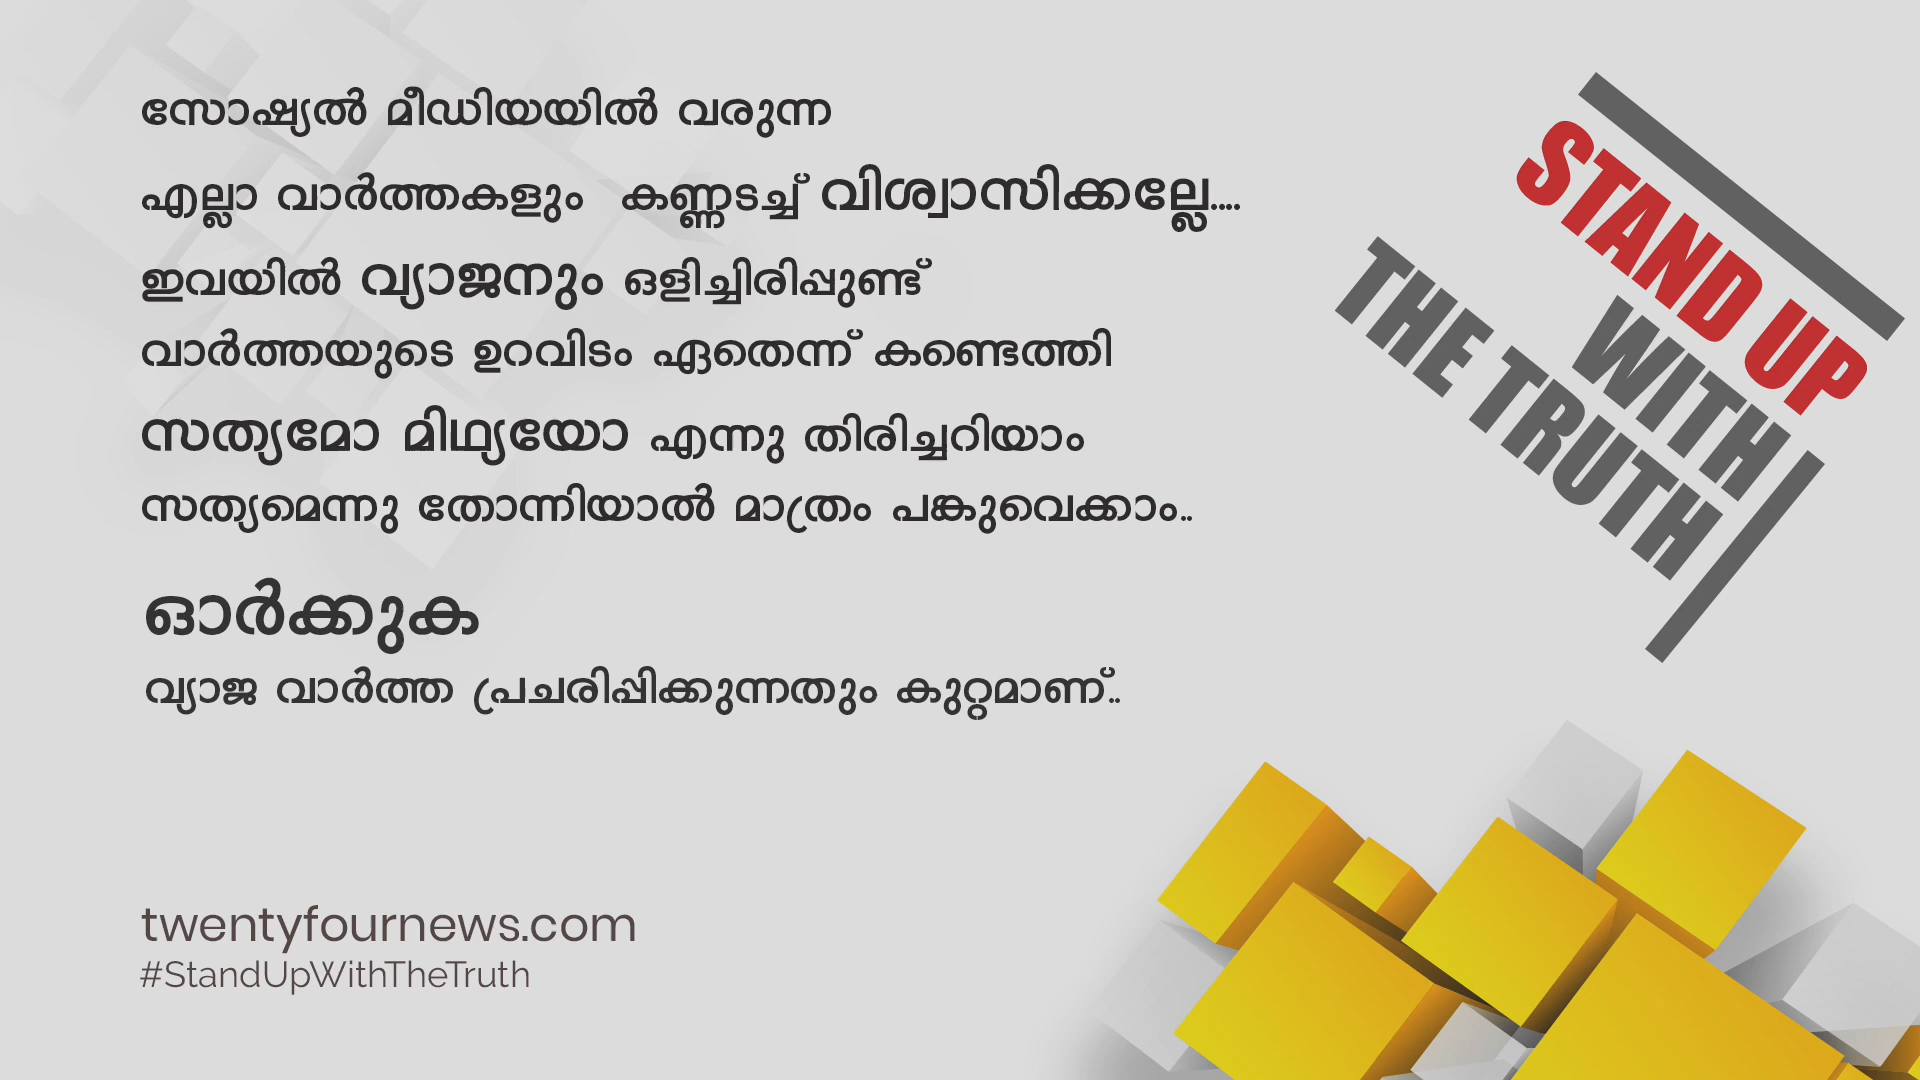 സോഷ്യൽ മീഡിയയിൽ വരുന്ന
എല്ലാ വാർത്തകളും കണ്ണടച്ച് വിശ്വാസിക്കല്ലേ....
ഇവയിൽ വ്യാജനും ഒളിച്ചിരിപ്പുണ്ട്
വാർത്തയുടെ ഉറവിടം ഏതെന്ന് കണ്ടെത്തി
സത്യമോ മിഥ്യയോ എന്നു തിരിച്ചറിയാം
സത്യമെന്നു തോന്നിയാൽ മാത്രം പങ്കുവെക്കാം..
ഓർക്കുക
വ്യാജ വാർത്ത പ്രചരിപ്പിക്കുന്നതും കുറ്റമാണ്..
STAND UP
WITH
THE TRUTH
twentyfournews.com
#StandUpWithTheTruth